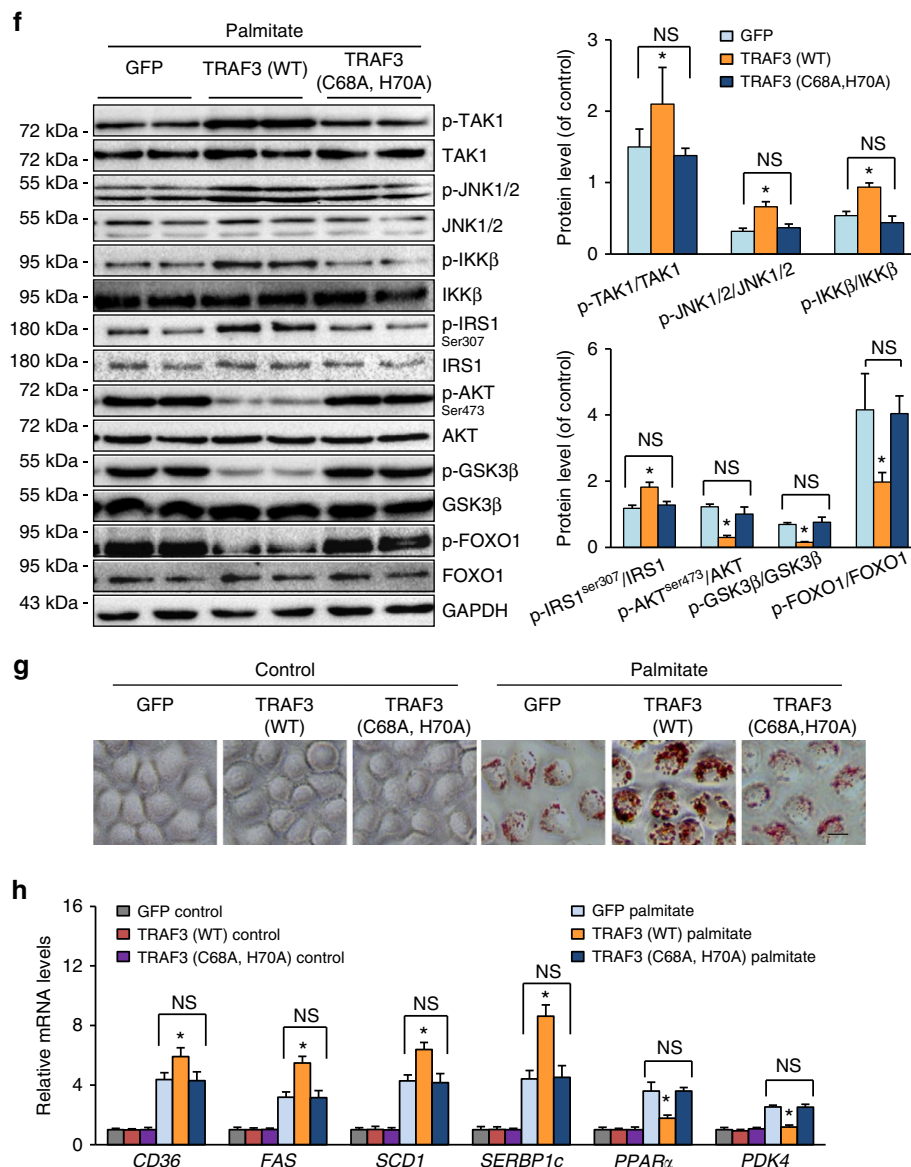 f
Palmitate
GFP
TRAF3 (WT)
TRAF3
(C68A, H70A)
72 kDa -
p-TAK1
72 kDa -
TAK1
55 kDa -
p-JNK1/2
55 kDa -
JNK1/2
95 kDa -
p-IKKβ
95 kDa -
IKKβ
180 kDa -
p-IRS1
Ser307
180 kDa -
IRS1
72 kDa -
p-AKT
Ser473
72 kDa -
AKT
55 kDa -
p-GSK3β
55 kDa -
GSK3β
95 kDa -
p-FOXO1
95 kDa -
FOXO1
43 kDa -
GAPDH
GFP
TRAF3 (WT)
TRAF3 (C68A,H70A)
Protein level (of control)
3
2
1
0
NS
*
NS
*
NS
*
p-TAK1/TAK1
p-JNK1/2/JNK1/2
p-IKKβ/IKKβ
Protein level (of control)
6
4
2
0
NS
*
NS
*
NS
*
NS
*
p-IRS1ser307/IRS1
p-AKTser473/AKT
p-GSK3β/GSK3β
p-FOXO1/FOXO1
g
Control
Palmitate
GFP
TRAF3
(WT)
TRAF3
(C68A, H70A)
GFP
TRAF3
(WT)
TRAF3
(C68A,H70A)
h
Relative mRNA levels
16
12
8
4
0
GFP control
TRAF3 (WT) control
TRAF3 (C68A, H70A) control
GFP palmitate
TRAF3 (WT) palmitate
TRAF3 (C68A, H70A) palmitate
NS
*
NS
*
NS
*
NS
*
NS
*
NS
*
CD36
FAS
SCD1
SERBP1c
PPARα
PDK4